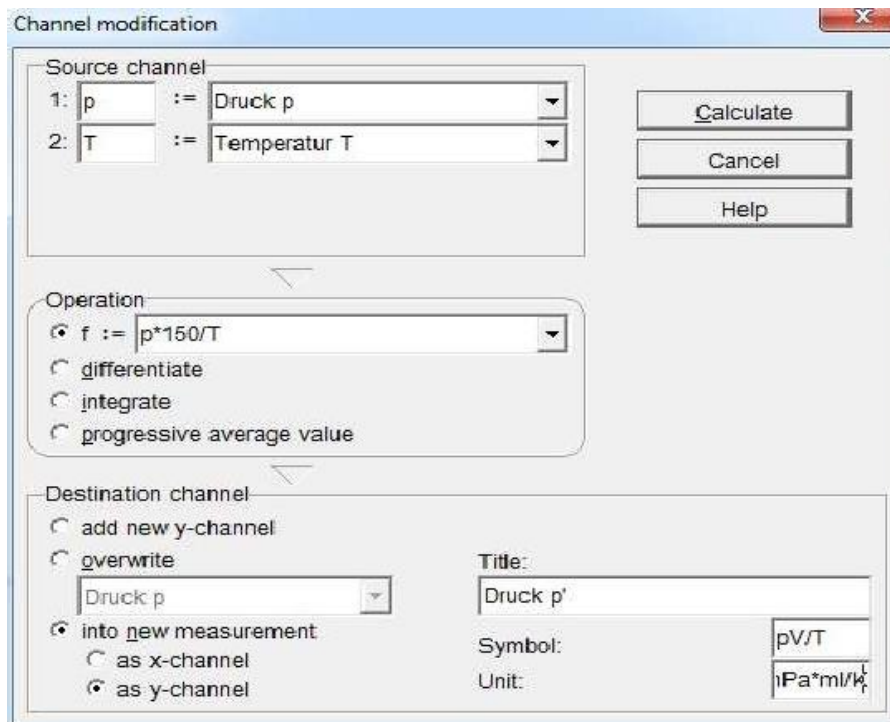 Channel modification
Source channel
1: p := Druck p
2: T := Temperatur T
Calculate
Cancel
Help
Operation
f := p*150/T
differentiate
integrate
progressive average value
Destination channel
add new y-channel
overwrite
Druck p
into new measurement
as x-channel
as y-channel
Title:
Druck p'
Symbol: pV/T
Unit: